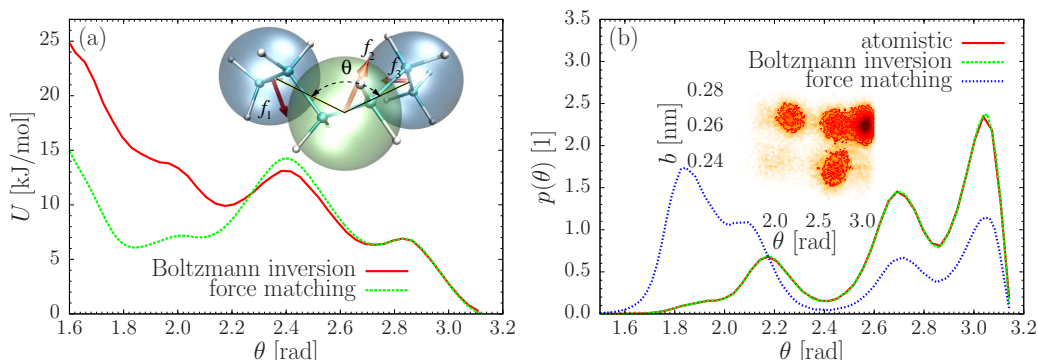 (a)
25
20
15
10
5
0
U [kJ/mol]
θ
f1
f2
f3
Boltzmann inversion
force matching
1.6 1.8 2.0 2.2 2.4 2.6 2.8 3.0 3.2
θ [rad]
(b)
3.5
3.0
2.5
2.0
1.5
1.0
0.5
0.0
p(θ) [1]
atomistic
Boltzmann inversion
force matching
0.28
0.26
0.24
b [nm]
2.0 2.5 3.0
θ [rad]
1.6 1.8 2.0 2.2 2.4 2.6 2.8 3.0 3.2
θ [rad]